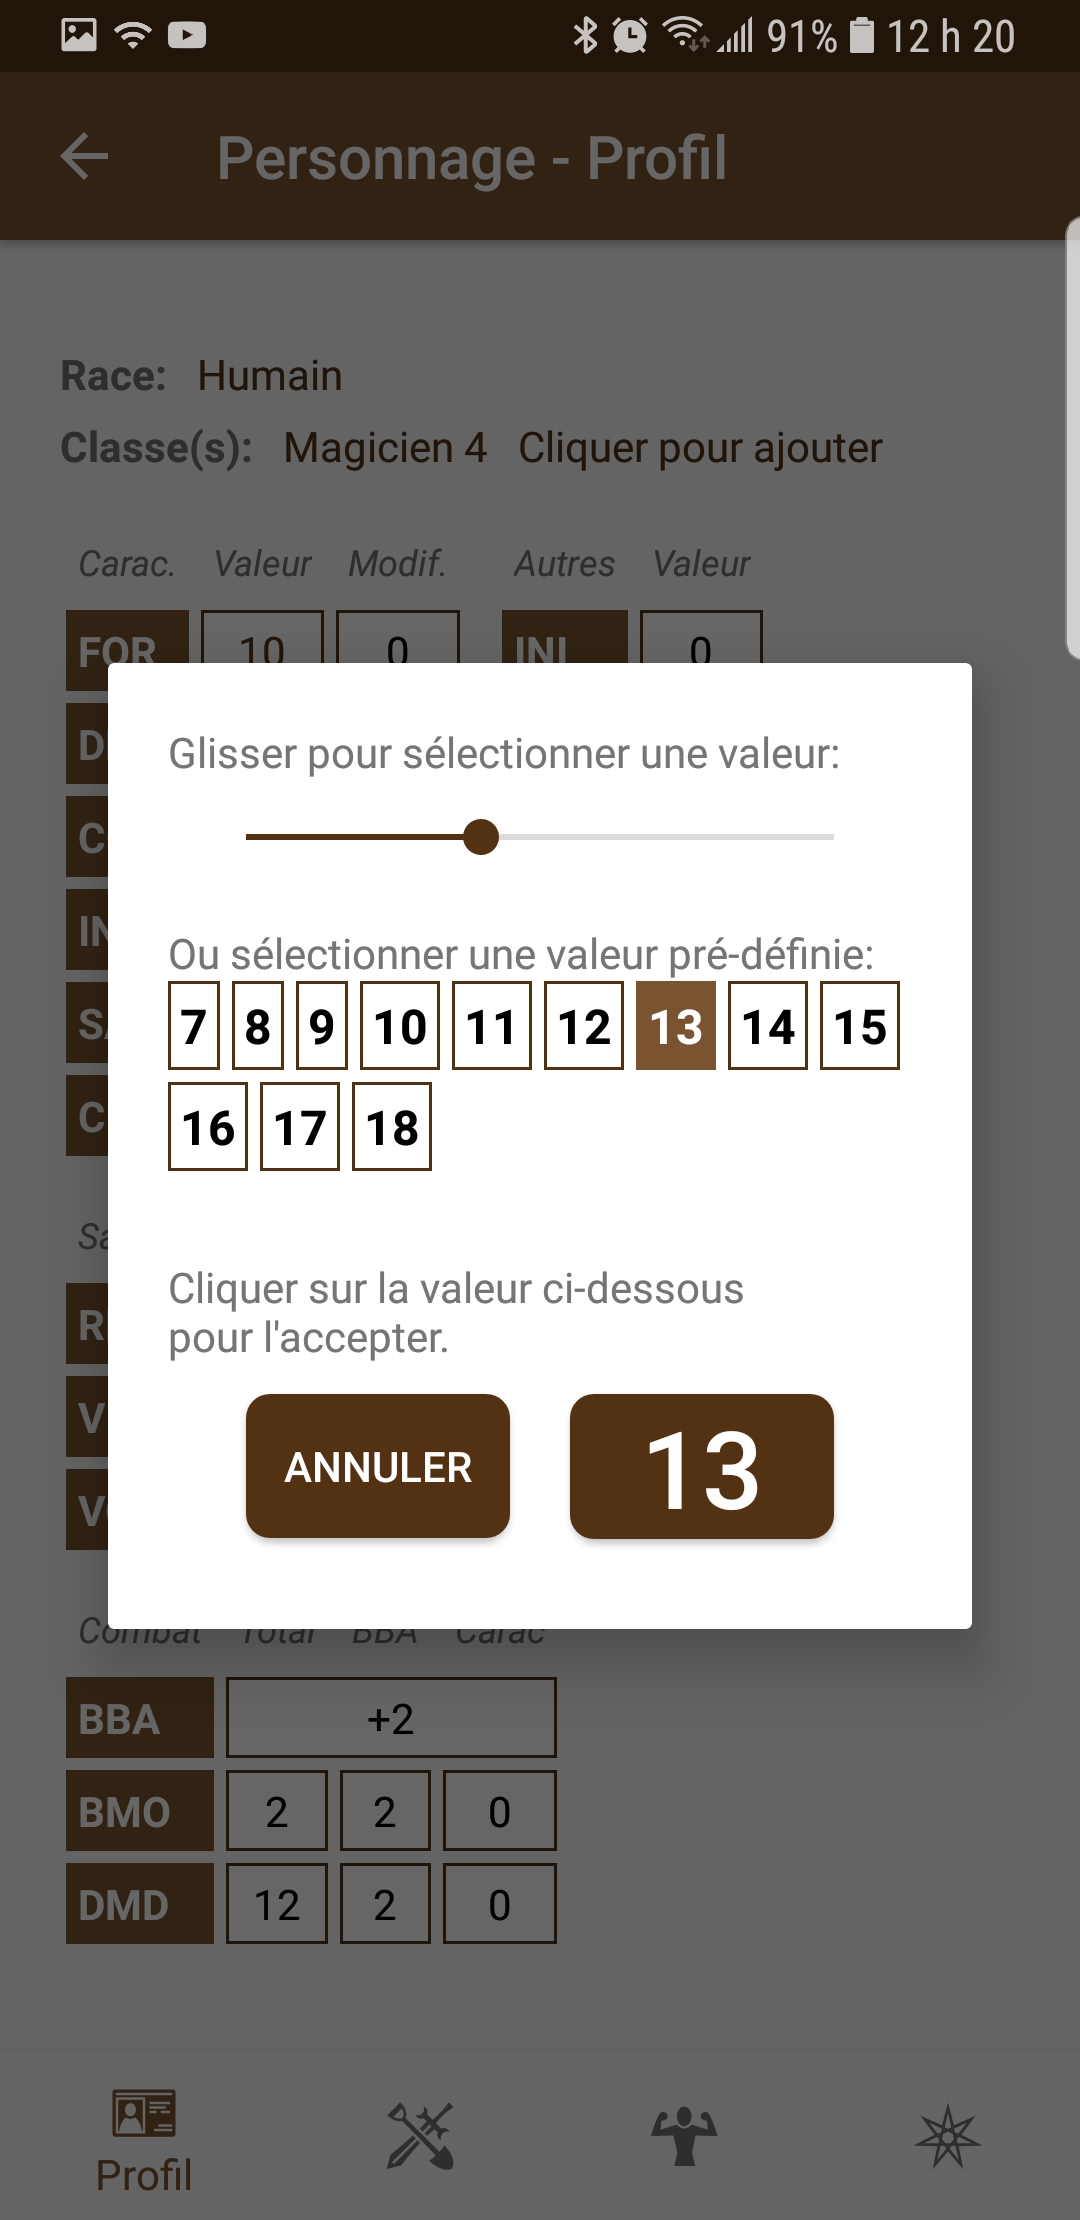 91% 12 h 20
Personnage - Profil
Race: Humain
Classe(s): Magicien 4 Cliquer pour ajouter
Carac. Valeur Modif. Autres Valeur
FOR 10 0 INI 0
Glisser pour sélectionner une valeur:
Ou sélectionner une valeur pré-définie:
7 8 9 10 11 12 13 14 15
16 17 18
Cliquer sur la valeur ci-dessous
pour l'accepter.
ANNULER 13
Combat Total BBA Carac
BBA +2
BMO 2 2 0
DMD 12 2 0
Profil